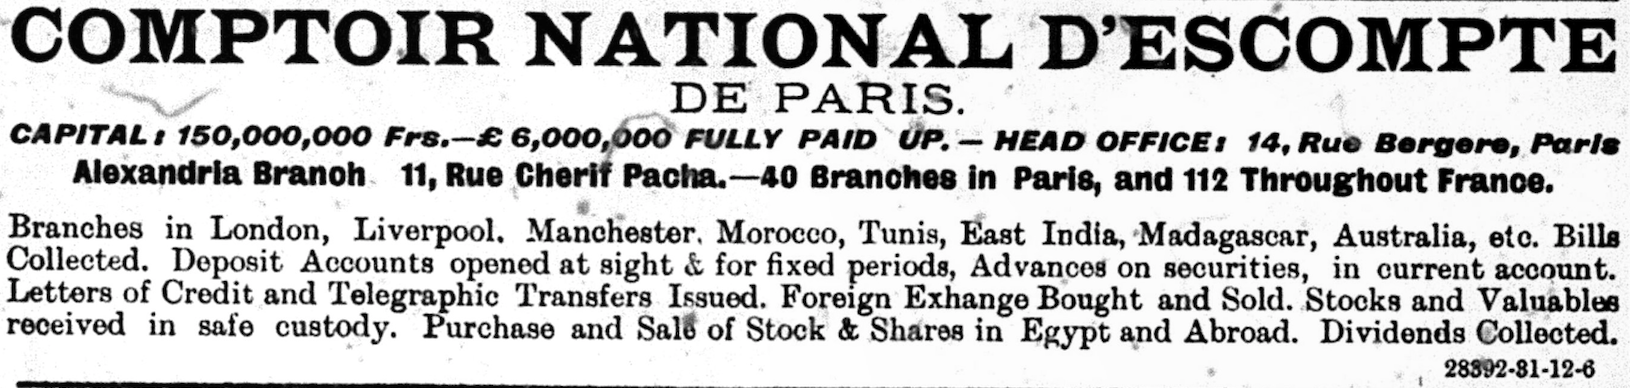 COMPTOIR NATIONAL D'ESCOMPTE
DE PARIS.
CAPITAL: 150,000,000 Frs.—£ 6,000,000 FULLY PAID UP.— HEAD OFFICE: 14, Rue Bergere, Paris
Alexandria Branch 11, Rue Cherif Pacha.—40 Branches in Paris, and 112 Throughout France.
Branches in London, Liverpool. Manchester. Morocco, Tunis, East India, Madagascar, Australia, etc. Bills
Collected. Deposit Accounts opened at sight & for fixed periods, Advances on securities, in current account.
Letters of Credit and Telegraphic Transfers Issued. Foreign Exhange Bought and Sold. Stocks and Valuables
received in safe custody. Purchase and Sale of Stock & Shares in Egypt and Abroad. Dividends Collected.
28392-31-12-6